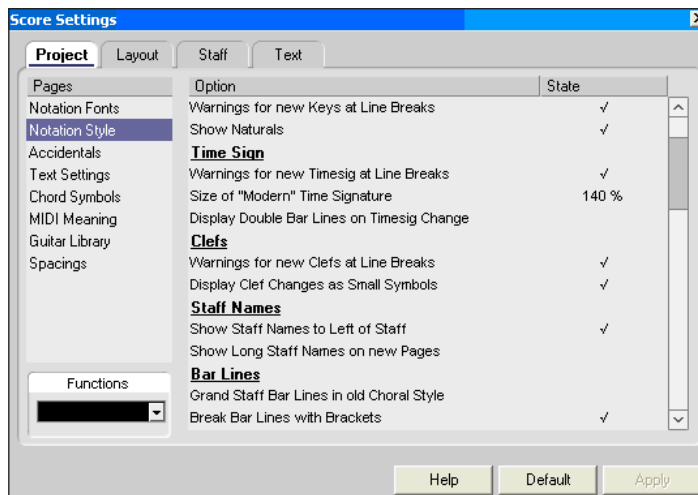 Score Settings
Project Layout Staff Text
Pages
Notation Fonts
Notation Style
Accidentals
Text Settings
Chord Symbols
MIDI Meaning
Guitar Library
Spacings
Functions
Option State
Warnings for new Keys at Line Breaks √
Show Naturals √
Time Sign
Warnings for new Timesig at Line Breaks √
Size of "Modern" Time Signature 140 %
Display Double Bar Lines on Timesig Change
Clefs
Warnings for new Clefs at Line Breaks √
Display Clef Changes as Small Symbols √
Staff Names
Show Staff Names to Left of Staff √
Show Long Staff Names on new Pages
Bar Lines
Grand Staff Bar Lines in old Choral Style
Break Bar Lines with Brackets √
Help Default Apply